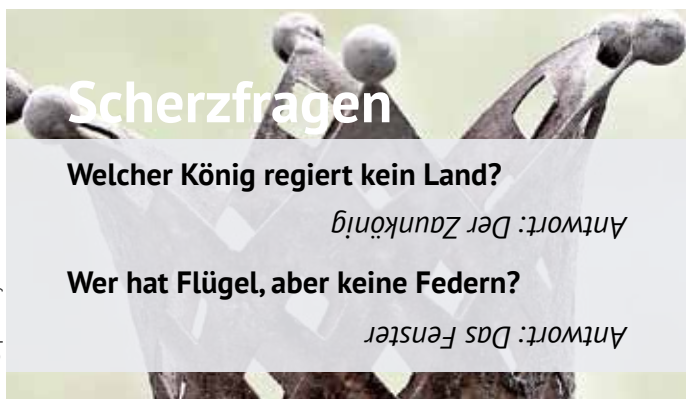 Scherzfragen
Welcher König regiert kein Land?
Antwort: Der Zaunkönig
Wer hat Flügel, aber keine Federn?
Antwort: Das Fenster